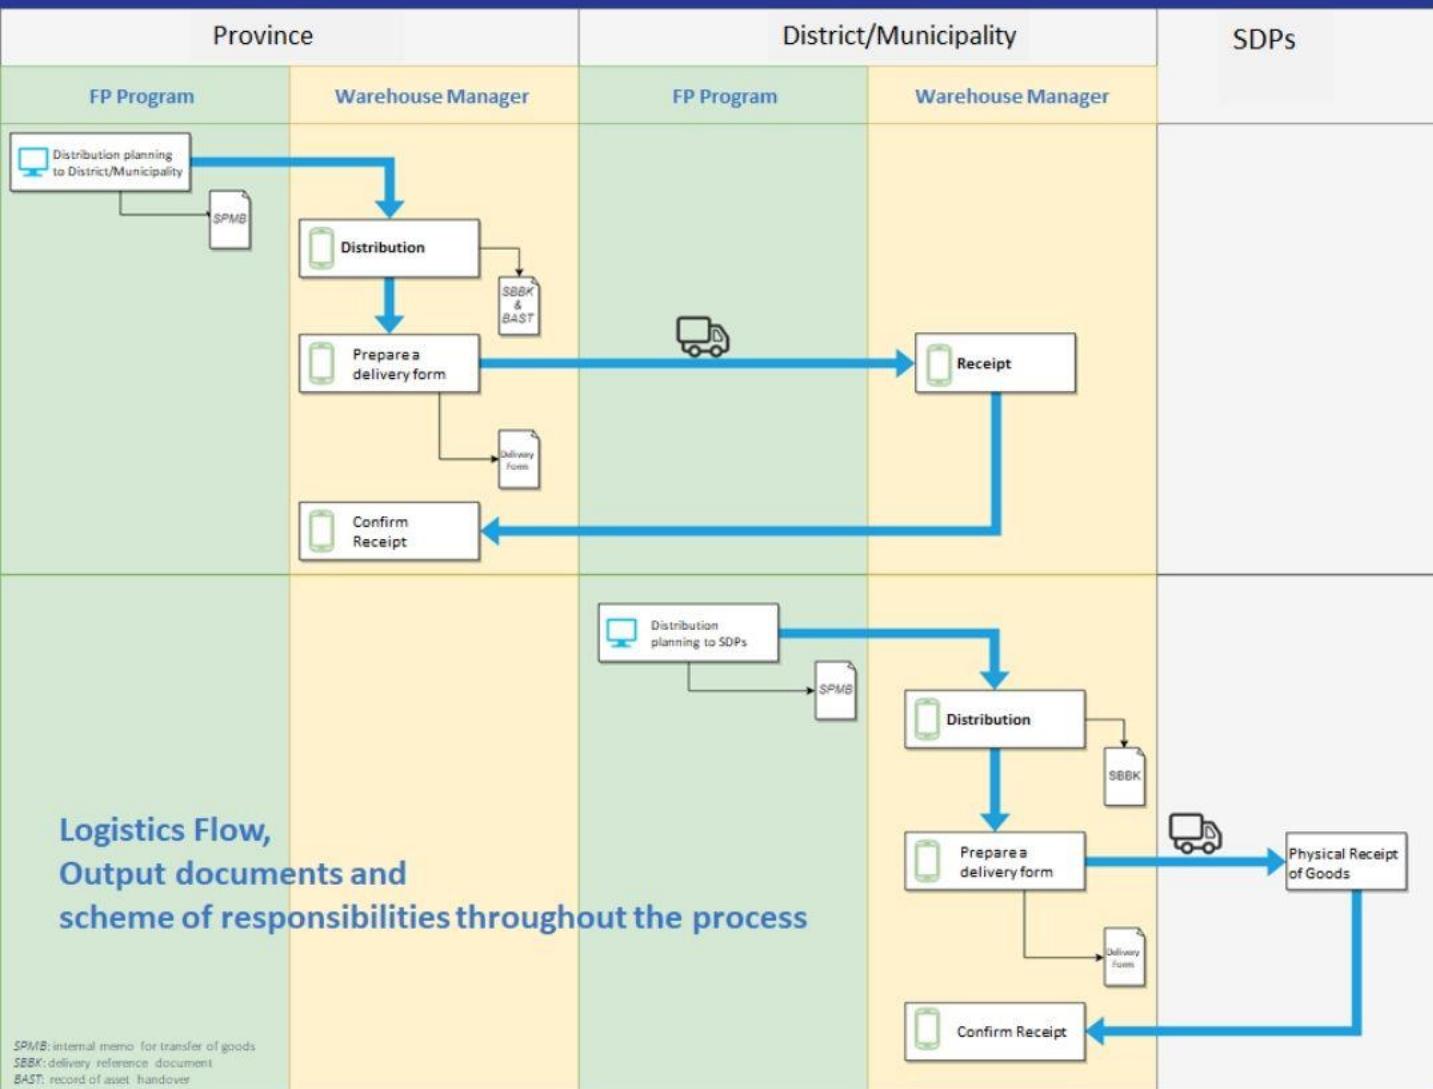 Province
District/Municipality
SDPs
FP Program
Warehouse Manager
FP Program
Warehouse Manager
Distribution planning
to District/Municipality
SPMB
Distribution
SBBK
&
BAST
Prepare a
delivery form
Receipt
Delivery
Form
Confirm
Receipt
Distribution
planning to SDPs
SPMB
Distribution
SBBK
Prepare a
delivery form
Physical Receipt
of Goods
Delivery
Form
Confirm Receipt
Logistics Flow,
Output documents and
scheme of responsibilities throughout the process
SPMB: internal memo for transfer of goods
SBBK: delivery reference document
BAST: record of asset handover